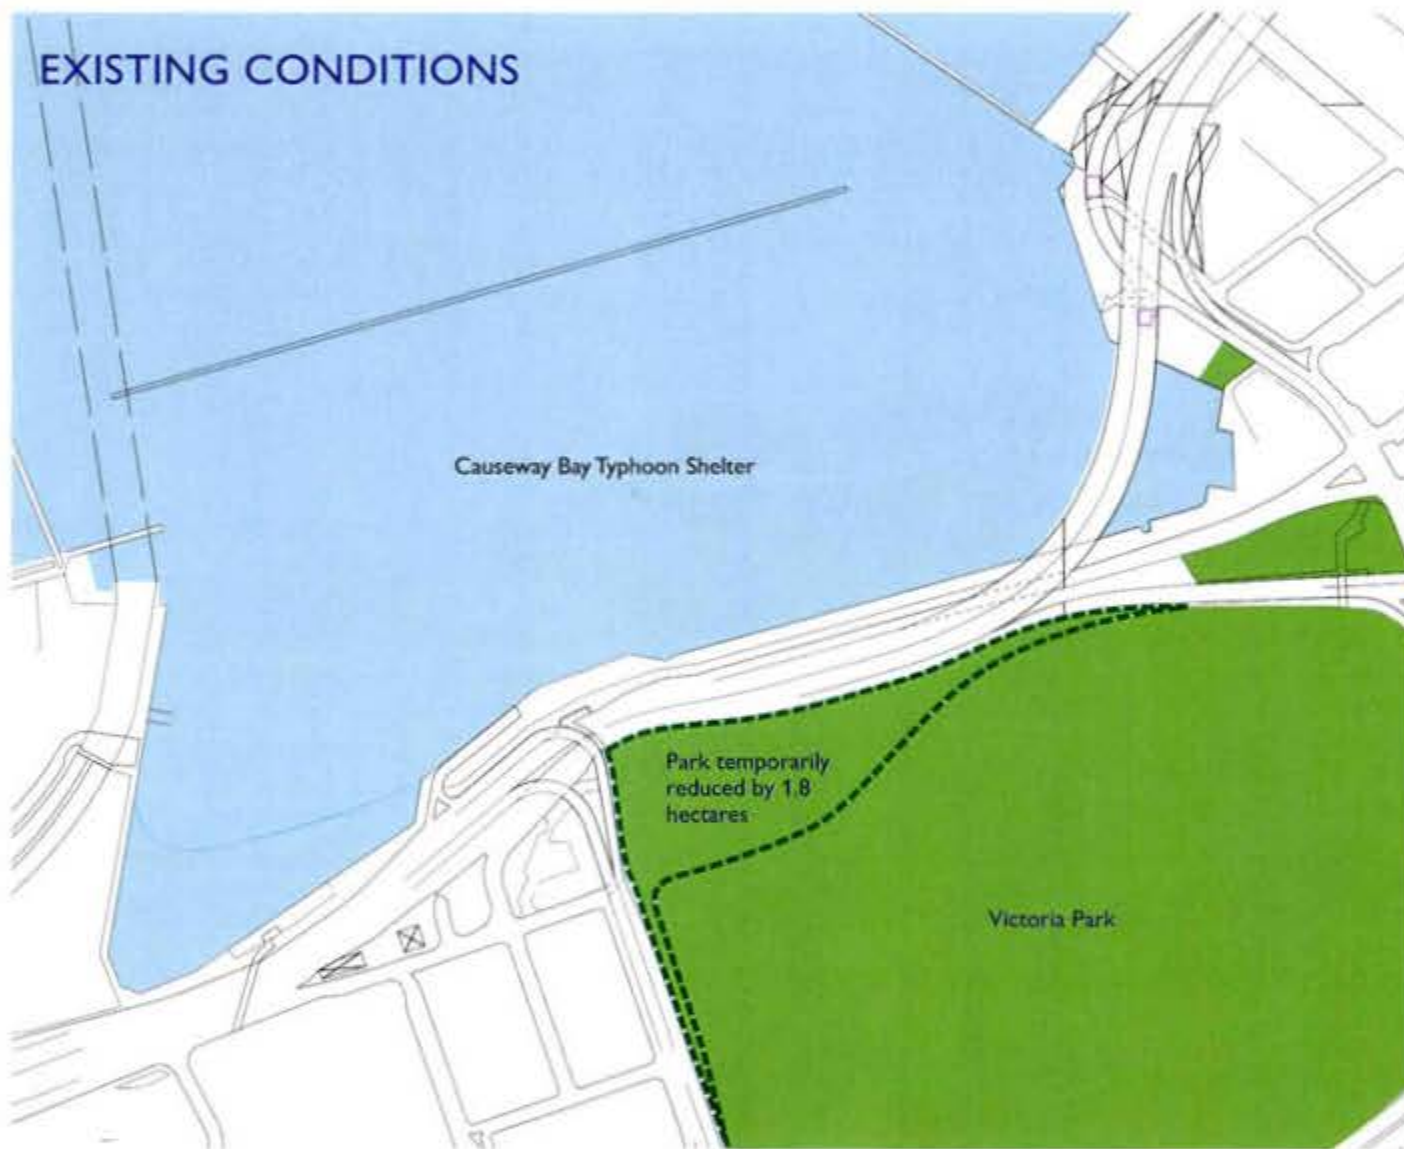 EXISTING CONDITIONS
Causeway Bay Typhoon Shelter
Park temporarily
reduced by 1.8
hectares
Victoria Park